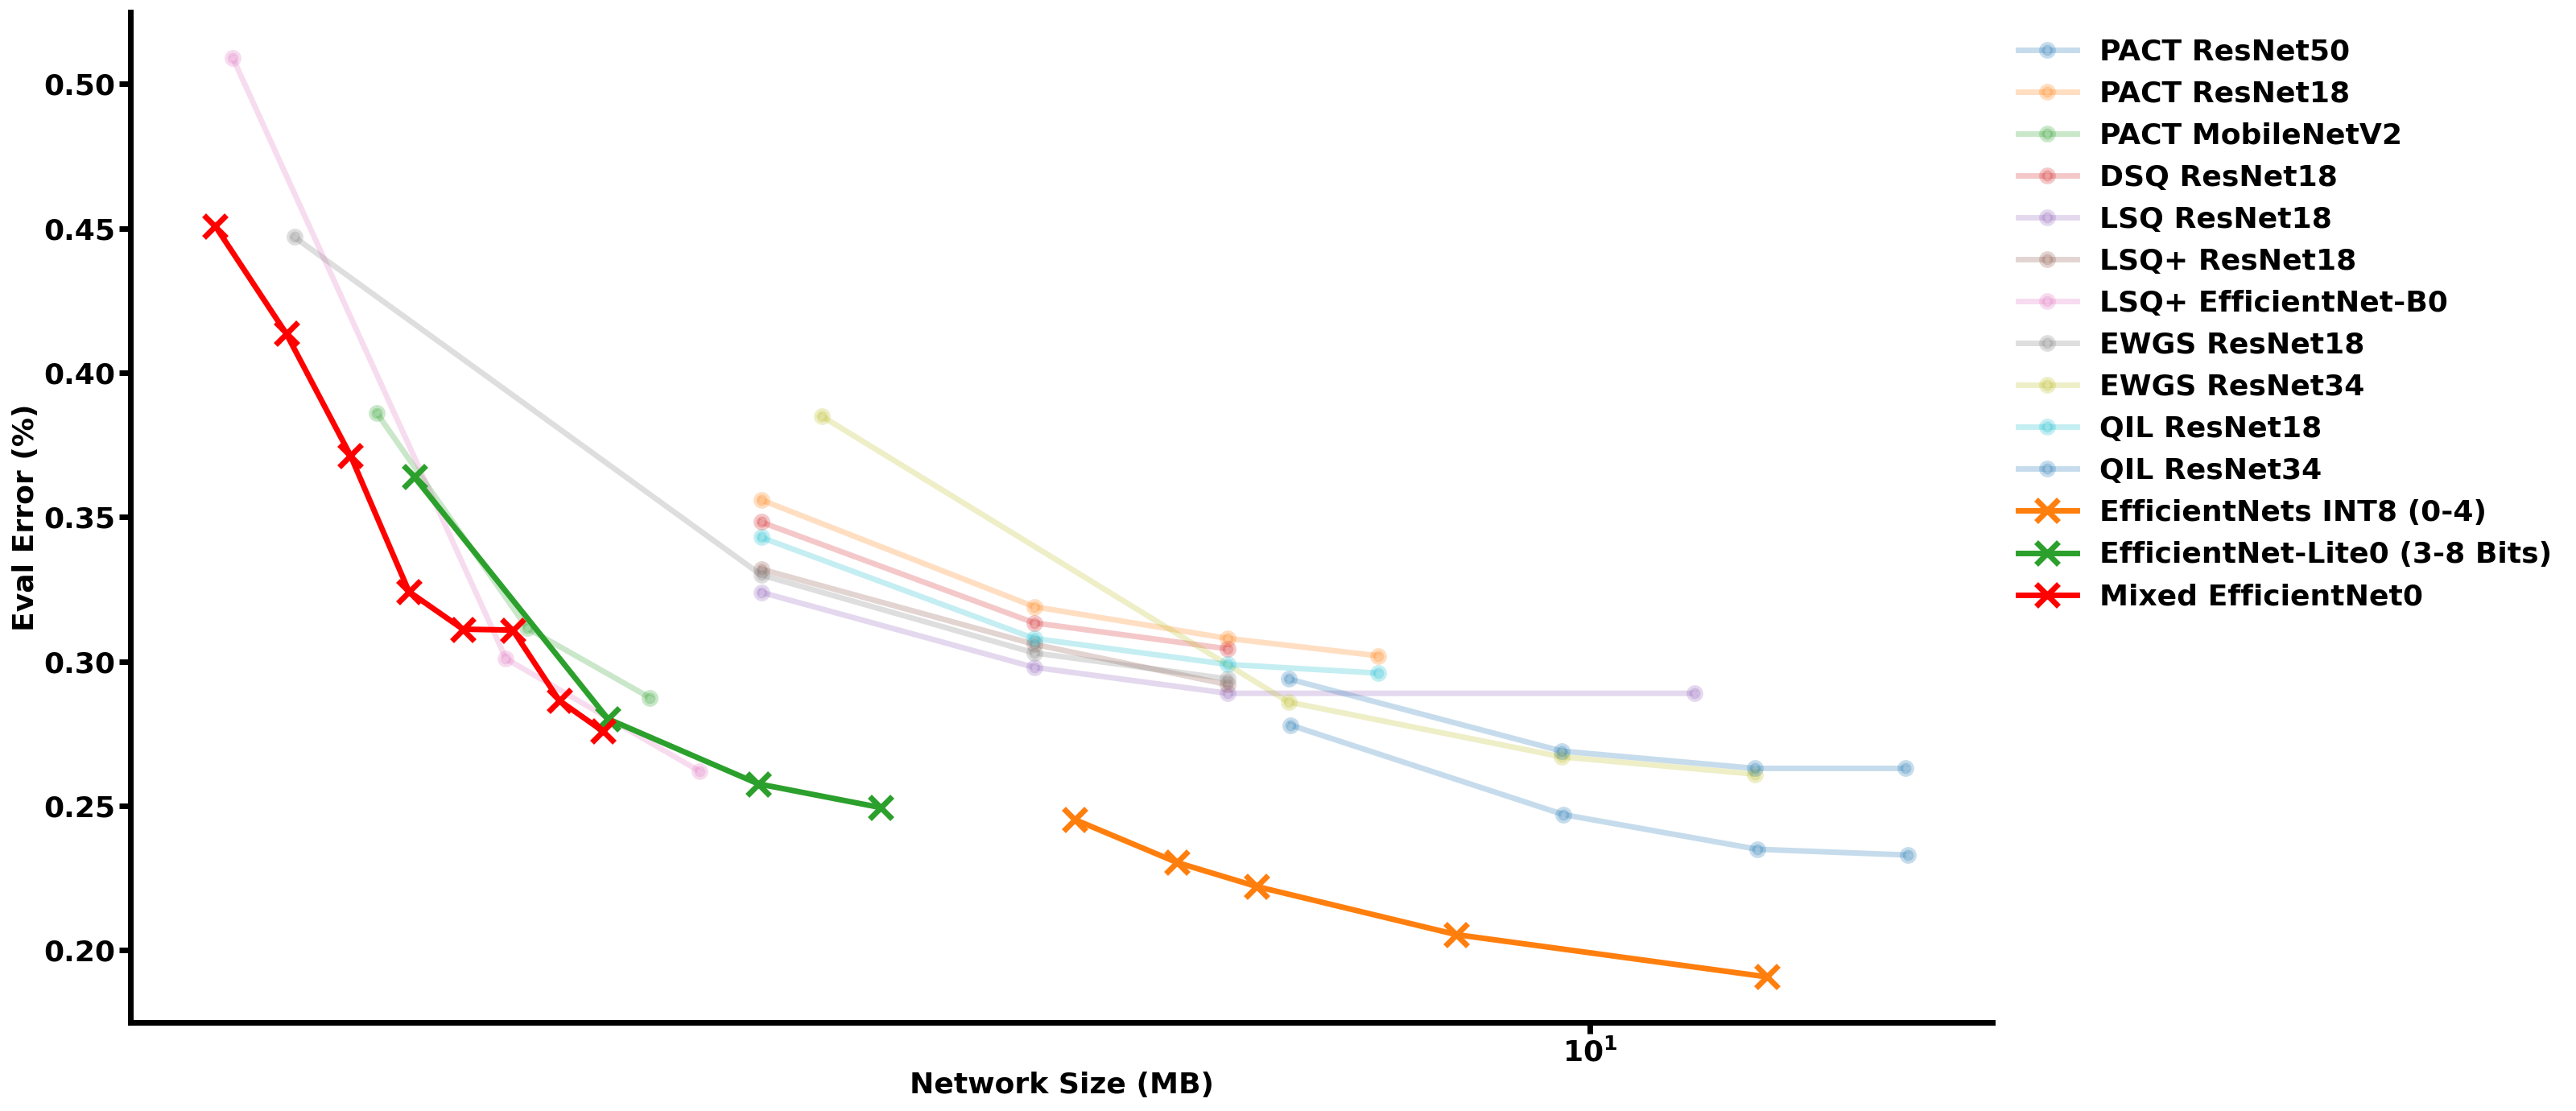 0.50
0.45
0.40
0.35
0.30
0.25
0.20
Eval Error (%)
10¹
Network Size (MB)
PACT ResNet50
PACT ResNet18
PACT MobileNetV2
DSQ ResNet18
LSQ ResNet18
LSQ+ ResNet18
LSQ+ EfficientNet-B0
EWGS ResNet18
EWGS ResNet34
QIL ResNet18
QIL ResNet34
EfficientNets INT8 (0-4)
EfficientNet-Lite0 (3-8 Bits)
Mixed EfficientNet0